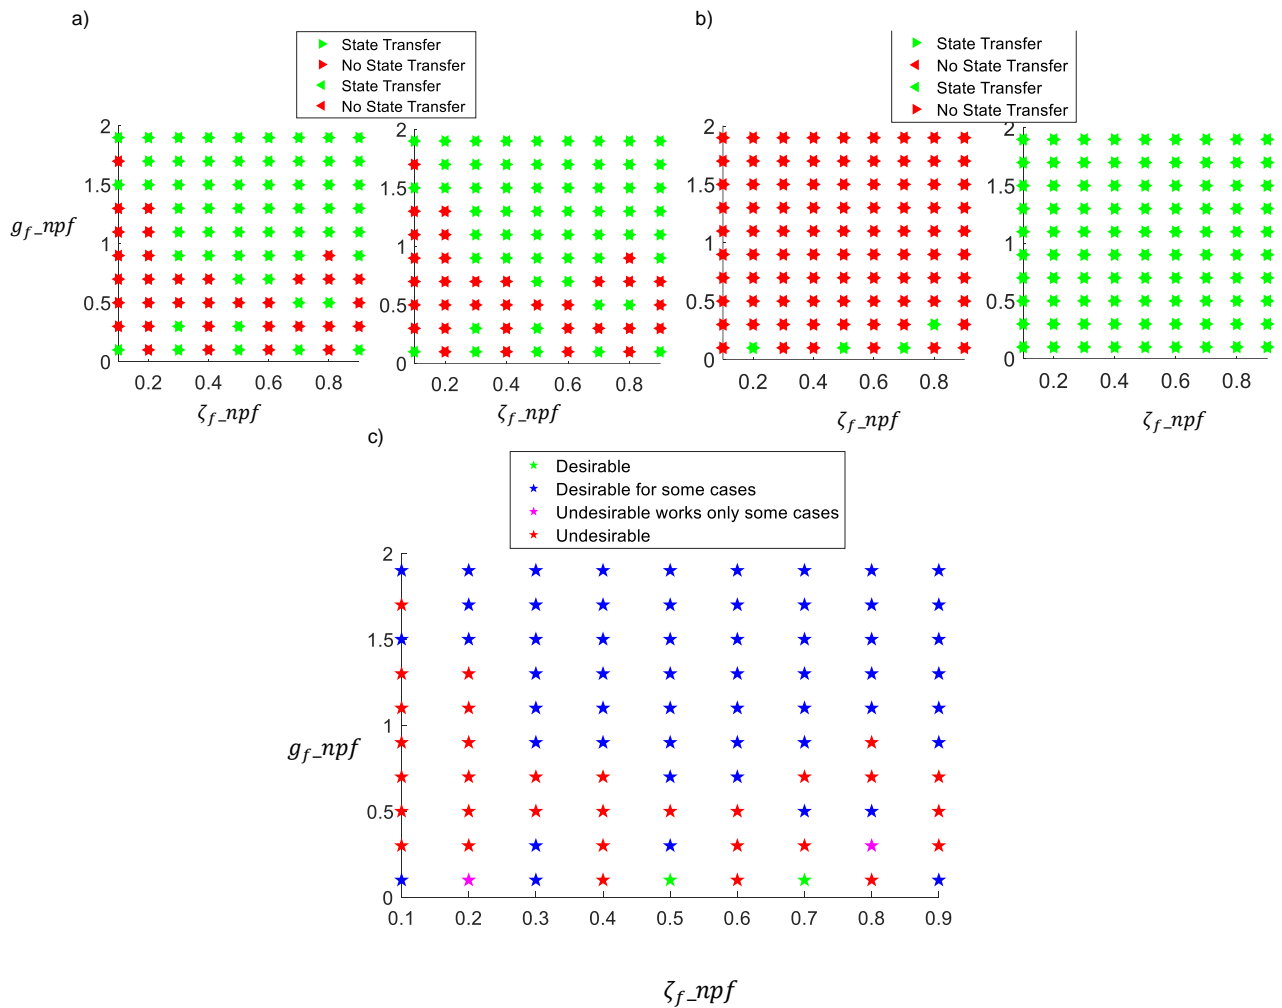 a)
State Transfer
No State Transfer
State Transfer
No State Transfer
2
1.5
1
0.5
0
g_f_npf
0.2
0.4
0.6
0.8
ζ_f_npf
2
1.5
1
0.5
0
0.2
0.4
0.6
0.8
ζ_f_npf
b)
State Transfer
No State Transfer
State Transfer
No State Transfer
2
1.5
1
0.5
0
0.2
0.4
0.6
0.8
ζ_f_npf
2
1.5
1
0.5
0
0.2
0.4
0.6
0.8
ζ_f_npf
c)
Desirable
Desirable for some cases
Undesirable works only some cases
Undesirable
2
1.5
1
0.5
0
g_f_npf
0.1
0.2
0.3
0.4
0.5
0.6
0.7
0.8
0.9
ζ_f_npf